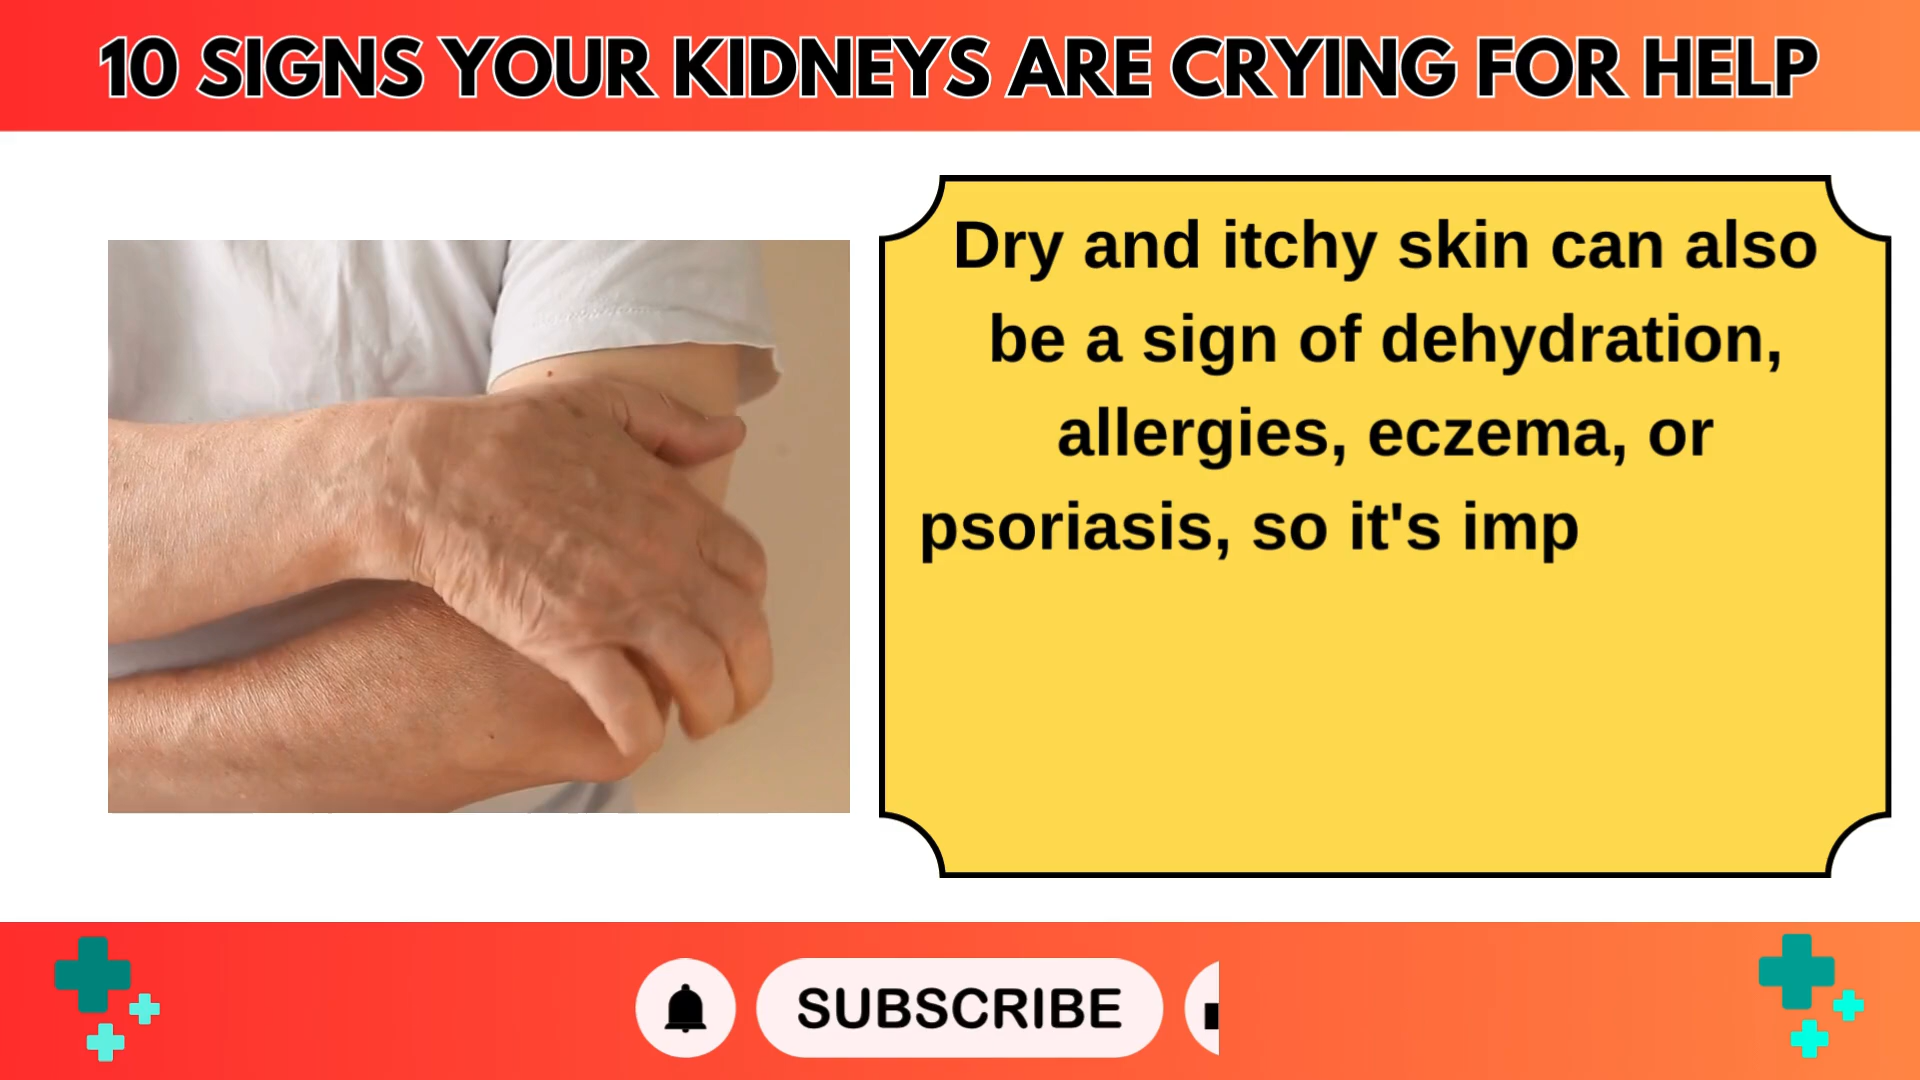 10 SIGNS YOUR KIDNEYS ARE CRYING FOR HELP
Dry and itchy skin can also
be a sign of dehydration,
allergies, eczema, or
psoriasis, so it's imp
SUBSCRIBE